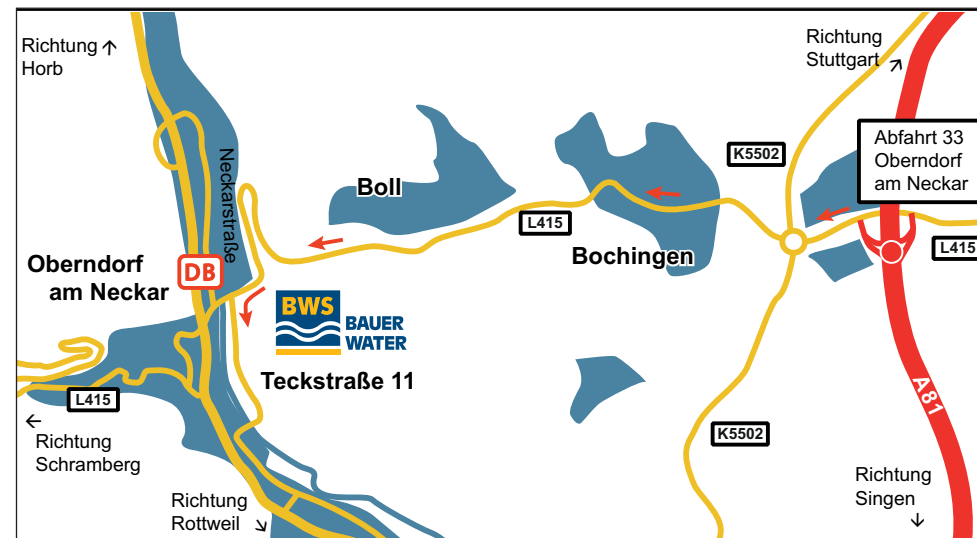 Richtung
Horb
Richtung
Stuttgart
Abfahrt 33
Oberndorf
am Neckar
K5502
Neckarstraße
Boll
L415
Bochingen
L415
Oberndorf
am Neckar
DB
BWS
BAUER
WATER
Teckstraße 11
L415
A81
K5502
Richtung
Schramberg
Richtung
Rottweil
Richtung
Singen